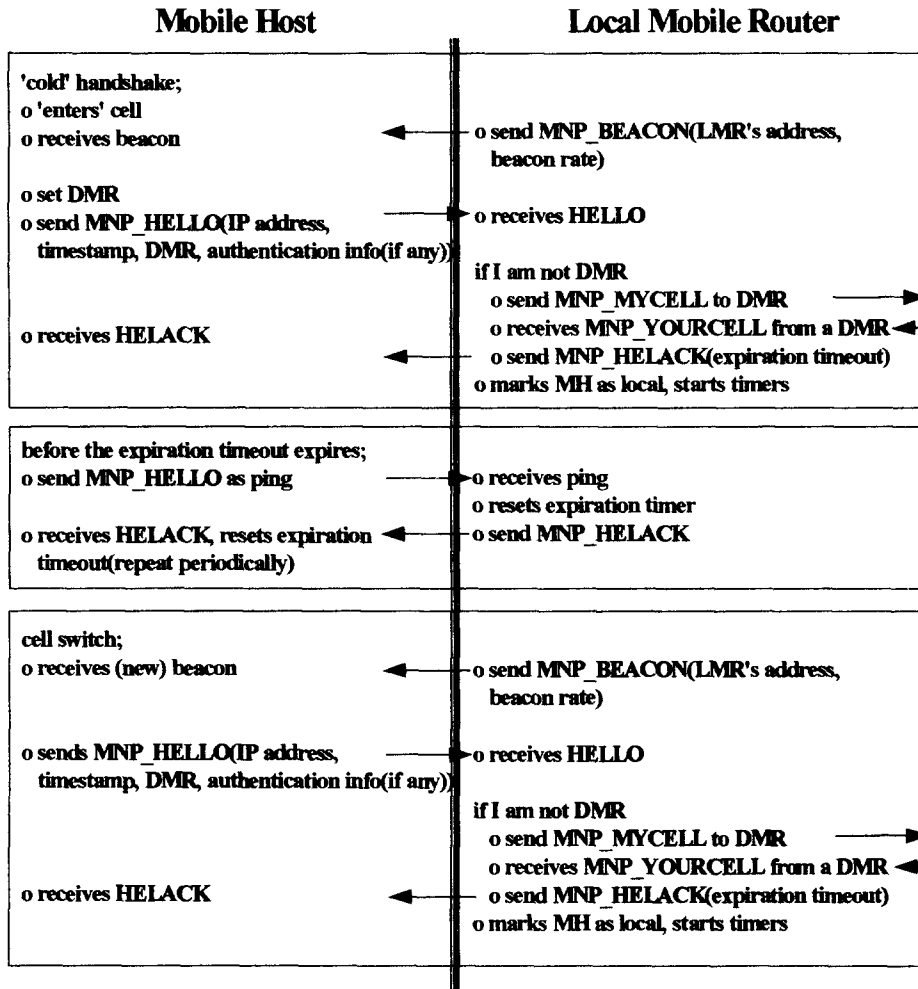 Mobile Host
Local Mobile Router
'cold' handshake;
o 'enters' cell
o receives beacon
o send MNP_BEACON(LMR's address,
beacon rate)
o set DMR
o send MNP_HELLO(IP address,
timestamp, DMR, authentication info(if any))
o receives HELLO
if I am not DMR
o send MNP_MYCELL to DMR
o receives MNP_YOURCELL from a DMR
o receives HELACK
o send MNP_HELACK(expiration timeout)
o marks MH as local, starts timers
before the expiration timeout expires;
o send MNP_HELLO as ping
o receives ping
o resets expiration timer
o receives HELACK, resets expiration
timeout(repeat periodically)
o send MNP_HELACK
cell switch;
o receives (new) beacon
o send MNP_BEACON(LMR's address,
beacon rate)
o sends MNP_HELLO(IP address,
timestamp, DMR, authentication info(if any))
o receives HELLO
if I am not DMR
o send MNP_MYCELL to DMR
o receives MNP_YOURCELL from a DMR
o receives HELACK
o send MNP_HELACK(expiration timeout)
o marks MH as local, starts timers